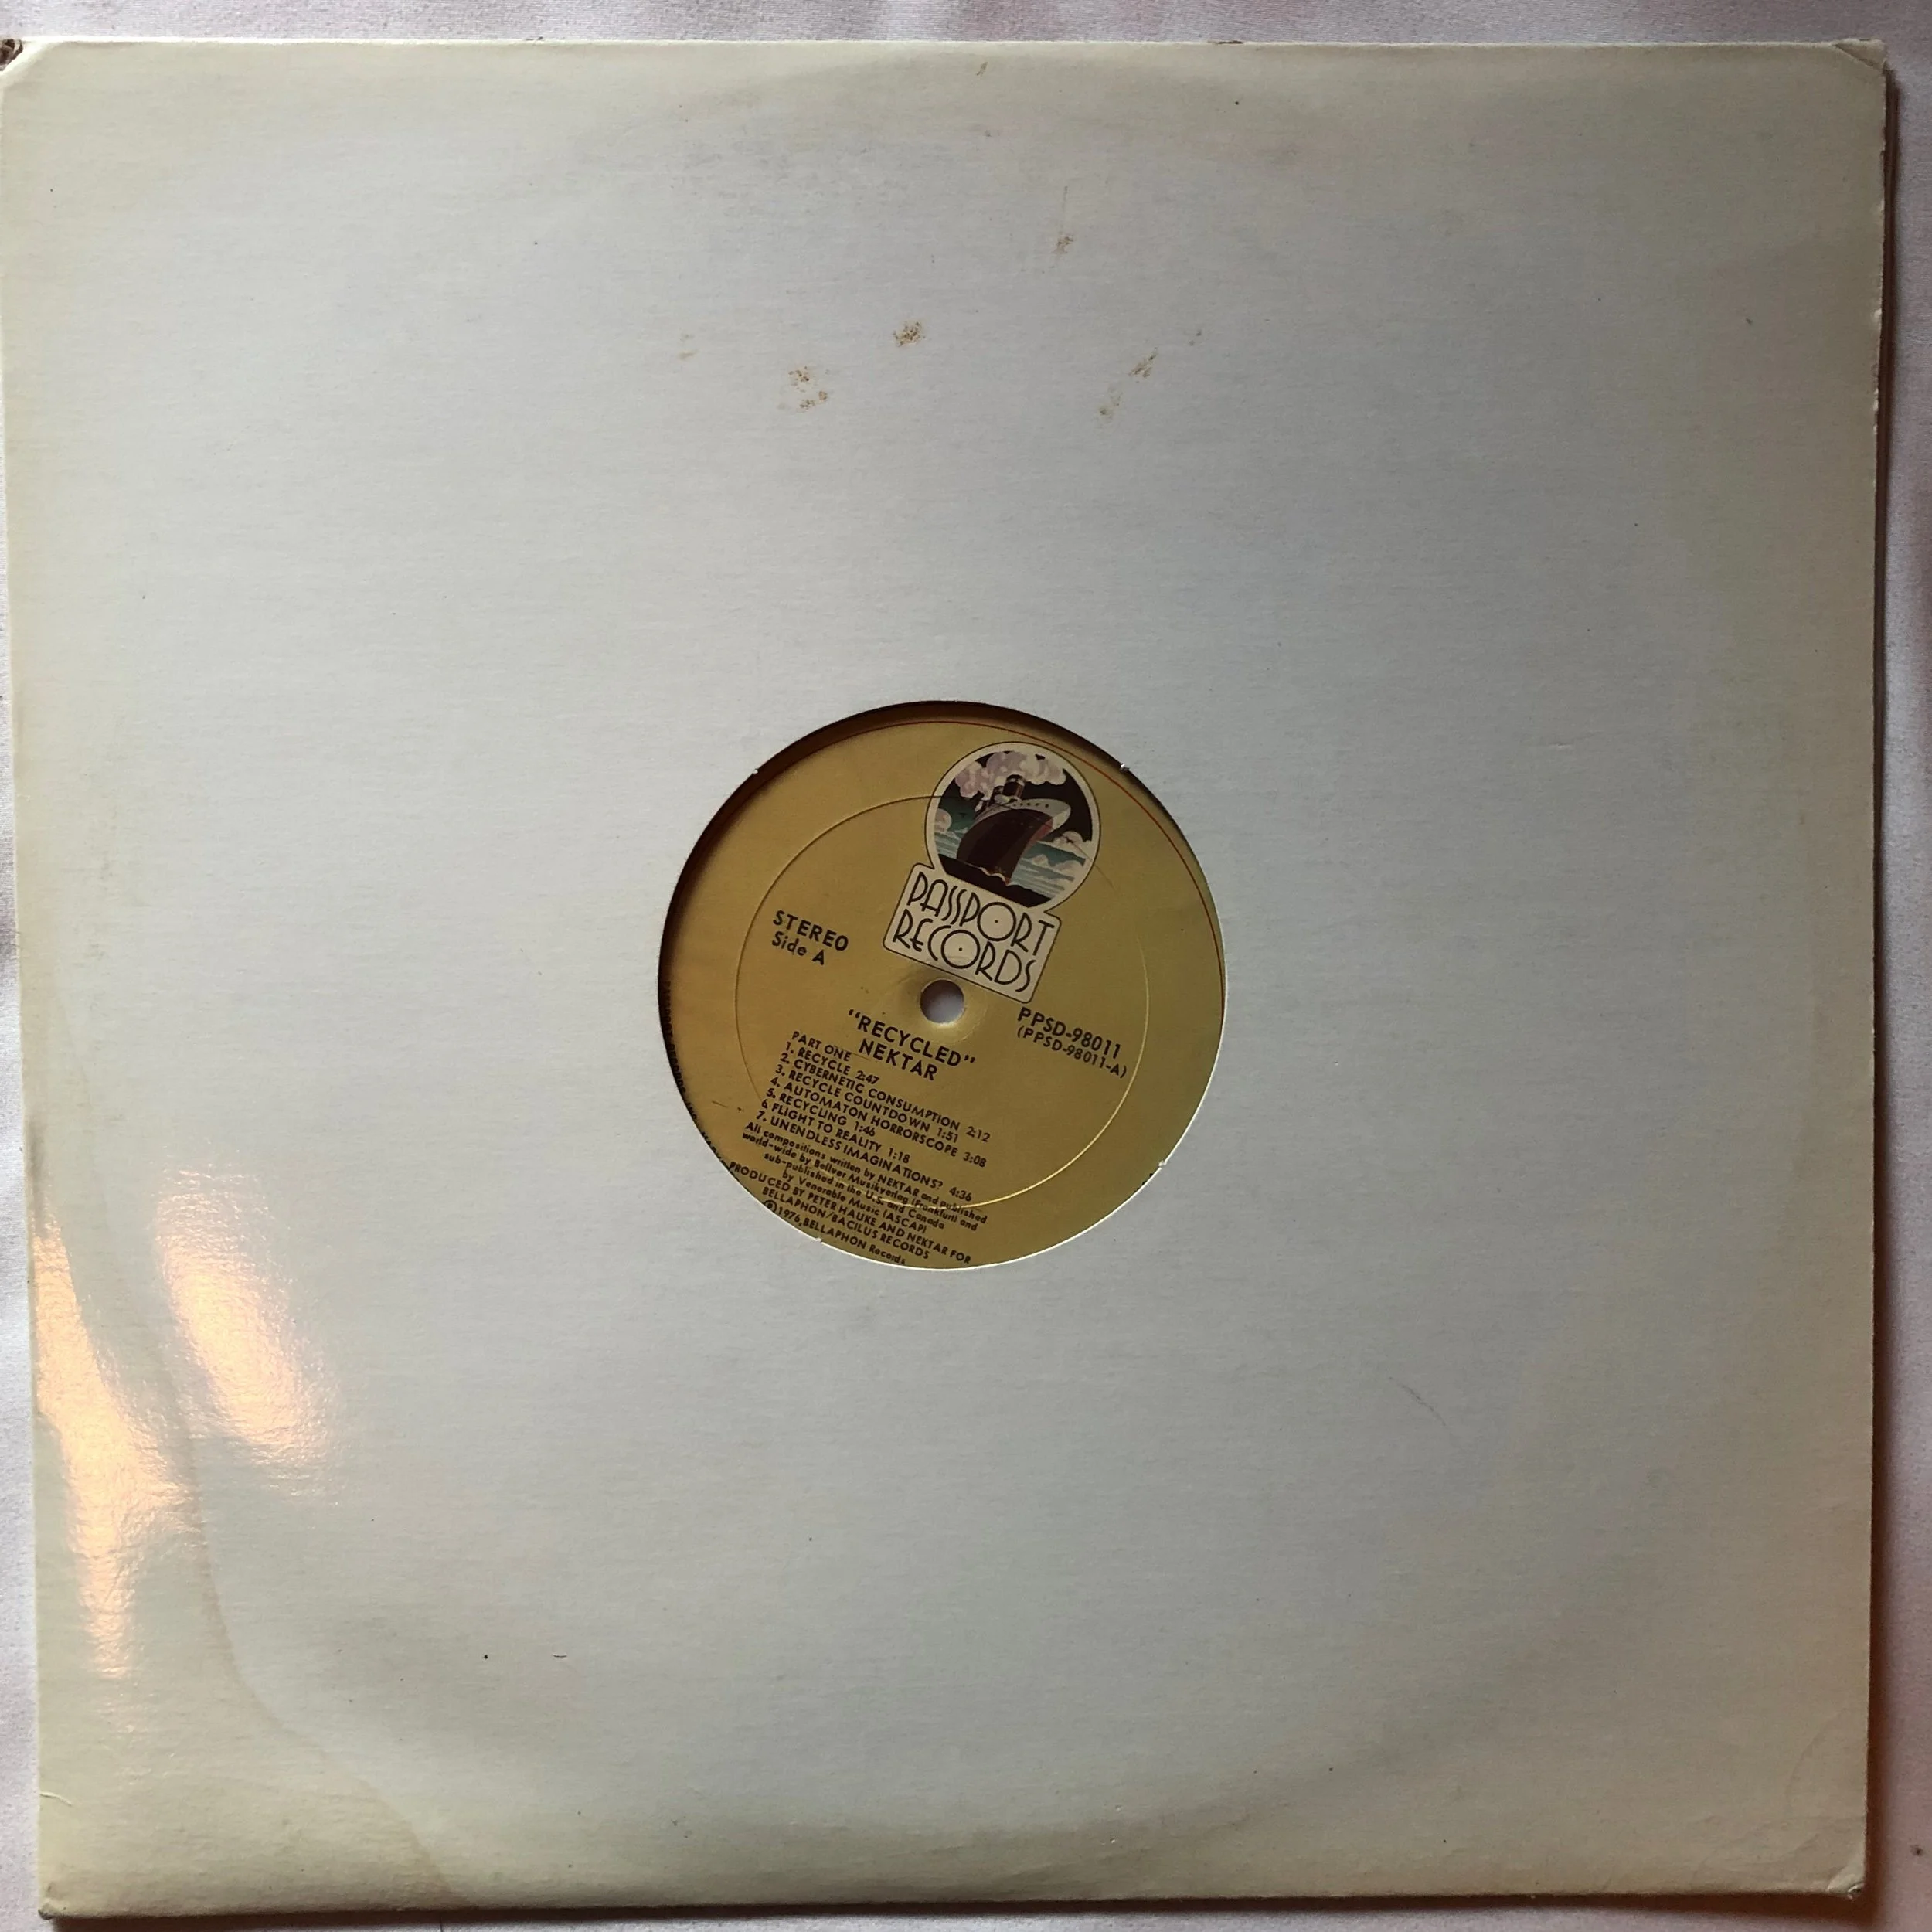 PASSPORT
RECORDS
STEREO
Side A
PPSD-98011
(PPSD-98011-A)
"RECYCLED"
NEKTAR
PART ONE
1. RECYCLE 2:47
2. CYBERNETIC CONSUMPTION 2:12
3. RECYCLE COUNTDOWN 1:51
4. AUTOMATON HORRORSCOPE 3:08
5. RECYCLING 1:46
6 FLIGHT TO REALITY 1:18
7. UNENDLESS IMAGINATIONS? 4:36
All compositions written by NEKTAR and published
world-wide by Bellver Musikverlag (Frankfurt) and
sub-published in the U.S. and Canada
by Venerable Music (ASCAP)
PRODUCED BY PETER HAUKE AND NEKTAR FOR
BELLAPHON/BACILUS RECORDS
Ⓟ1976, BELLAPHON Records